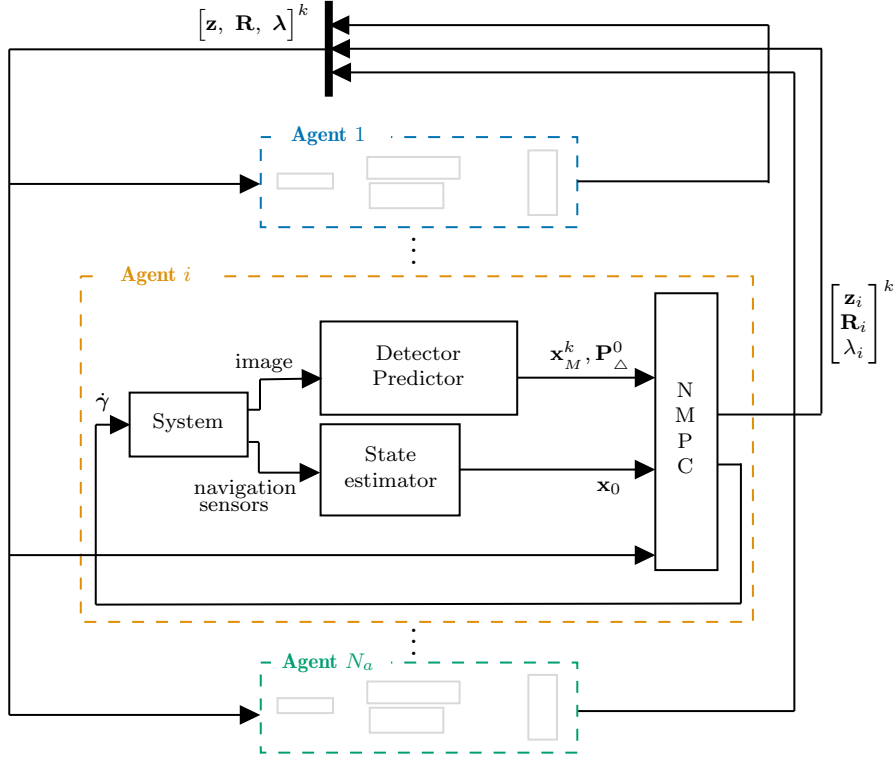 [z, R, λ]^k
Agent 1
⋮
Agent i
[z_i
R_i
λ_i]^k
image
Detector
Predictor
x_M^k, P_△^0
N
M
P
C
γ̇
System
State
estimator
navigation
sensors
x_0
⋮
Agent N_a